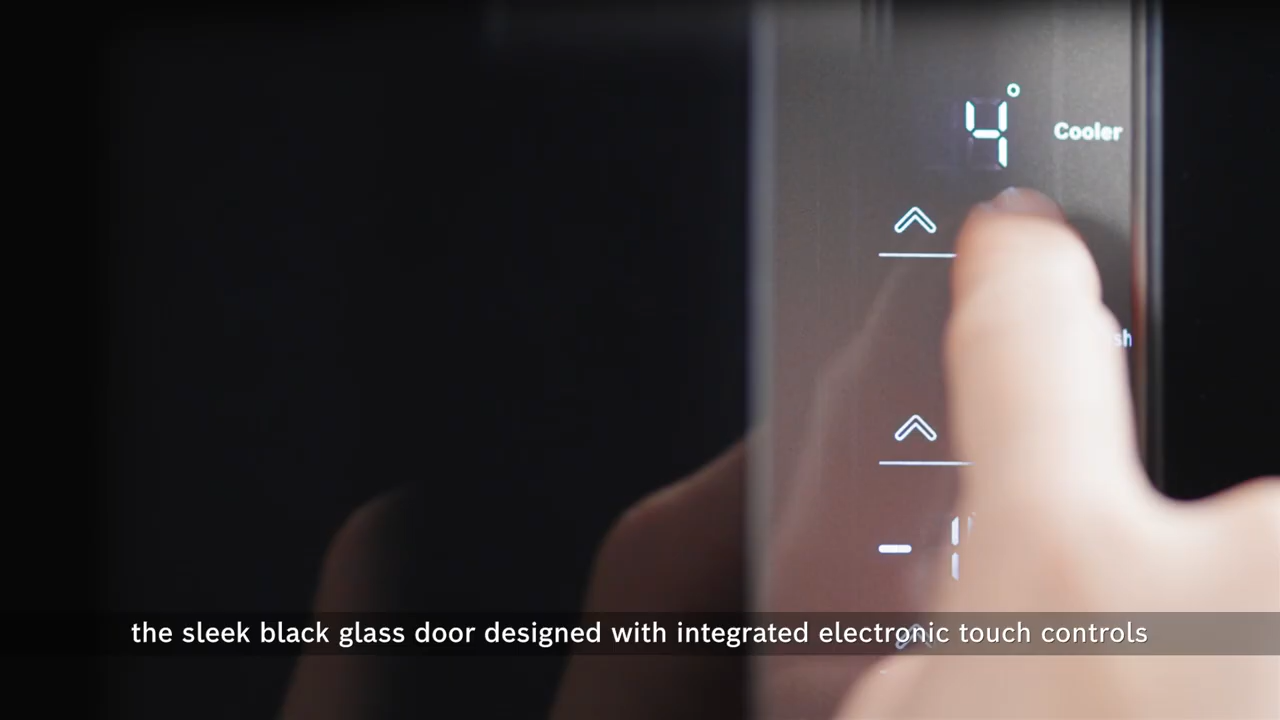 4°
Cooler
the sleek black glass door designed with integrated electronic touch controls